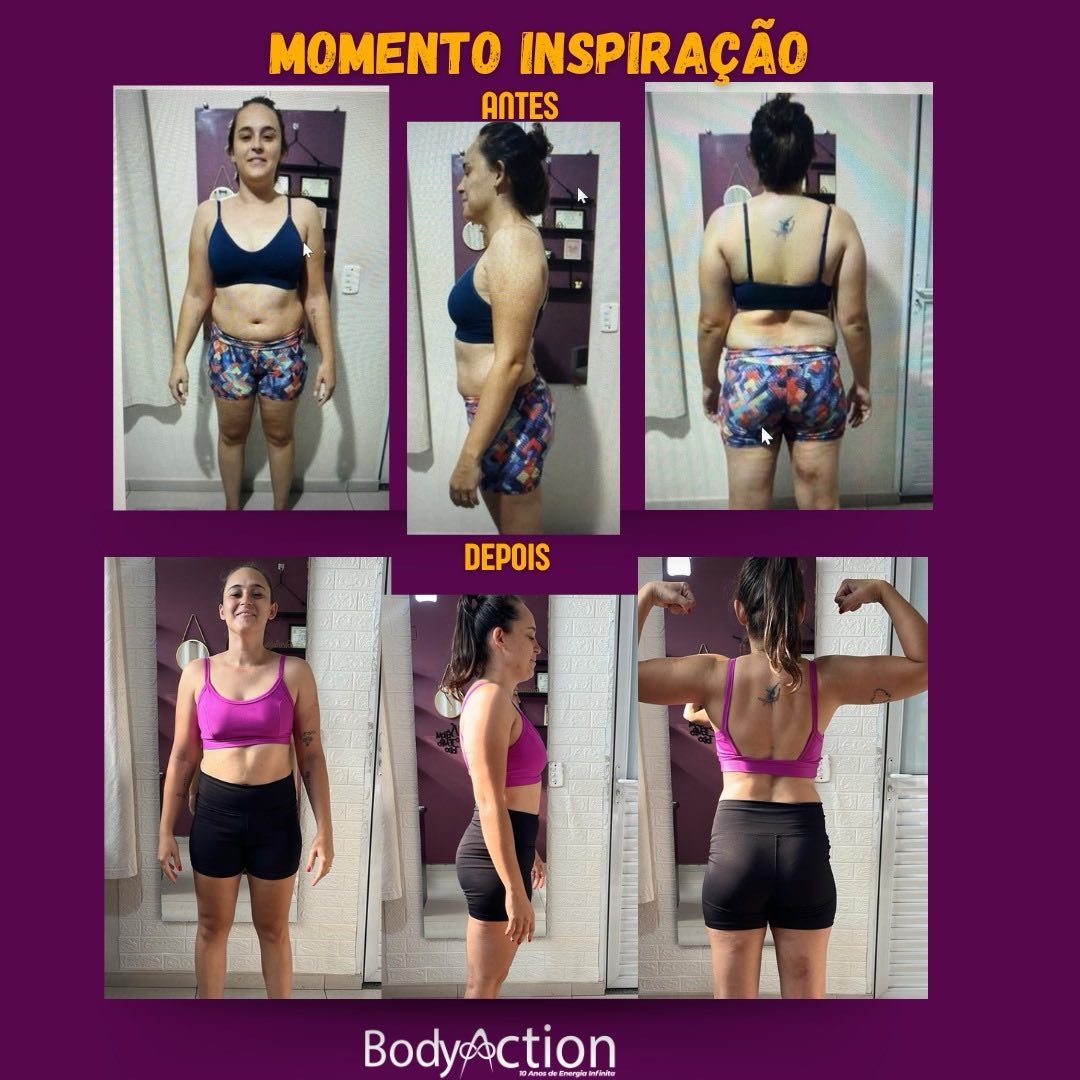 MOMENTO INSPIRAÇÃO
ANTES
DEPOIS
BodyAction
10 Anos de Energia Infinita